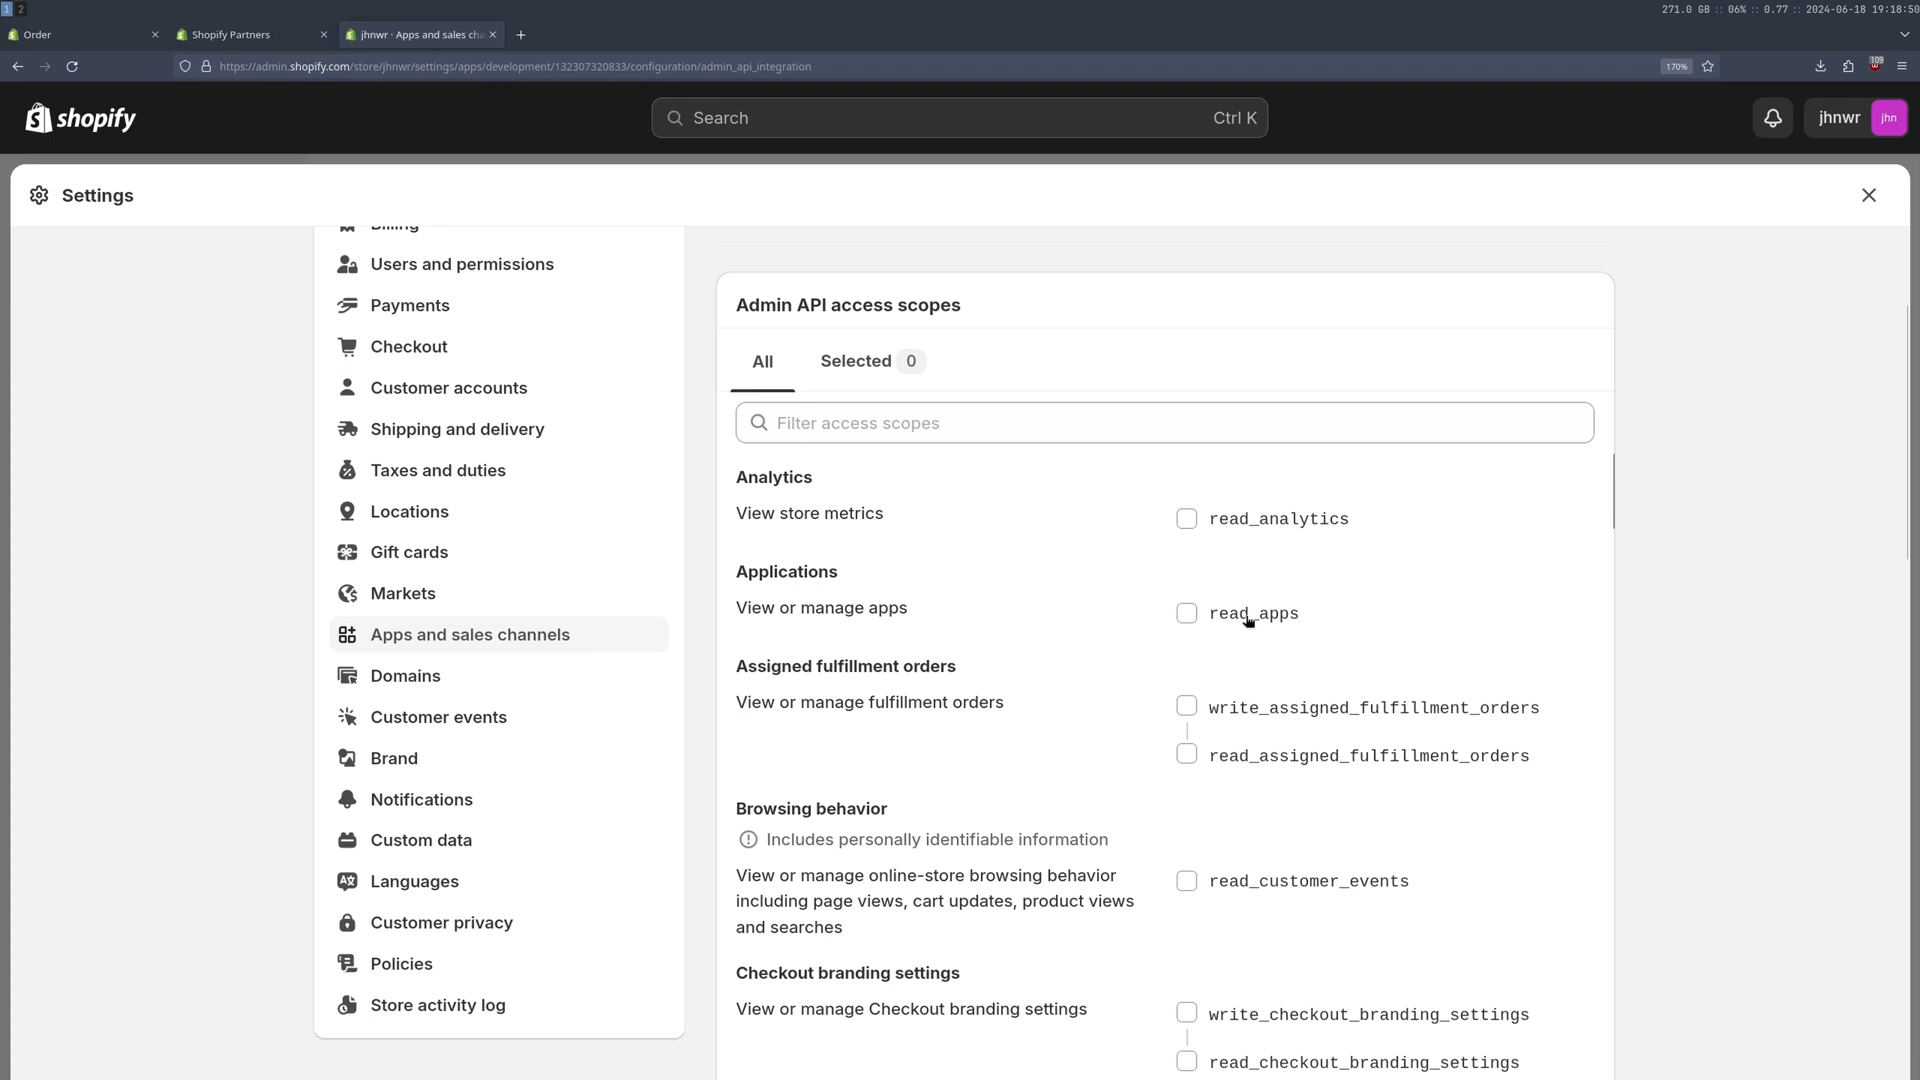 1 2
271.0 GB :: 06% :: 0.77 :: 2024-06-18 19:18:50
Order
Shopify Partners
jhnwr · Apps and sales cha
https://admin.shopify.com/store/jhnwr/settings/apps/development/132307320833/configuration/admin_api_integration
170%
109
shopify
Search
Ctrl K
jhnwr
jhn
Settings
Billing
Users and permissions
Payments
Checkout
Customer accounts
Shipping and delivery
Taxes and duties
Locations
Gift cards
Markets
Apps and sales channels
Domains
Customer events
Brand
Notifications
Custom data
Languages
Customer privacy
Policies
Store activity log
Admin API access scopes
All
Selected 0
Filter access scopes
Analytics
View store metrics
read_analytics
Applications
View or manage apps
read_apps
Assigned fulfillment orders
View or manage fulfillment orders
write_assigned_fulfillment_orders
read_assigned_fulfillment_orders
Browsing behavior
Includes personally identifiable information
View or manage online-store browsing behavior
including page views, cart updates, product views
and searches
read_customer_events
Checkout branding settings
View or manage Checkout branding settings
write_checkout_branding_settings
read_checkout_branding_settings